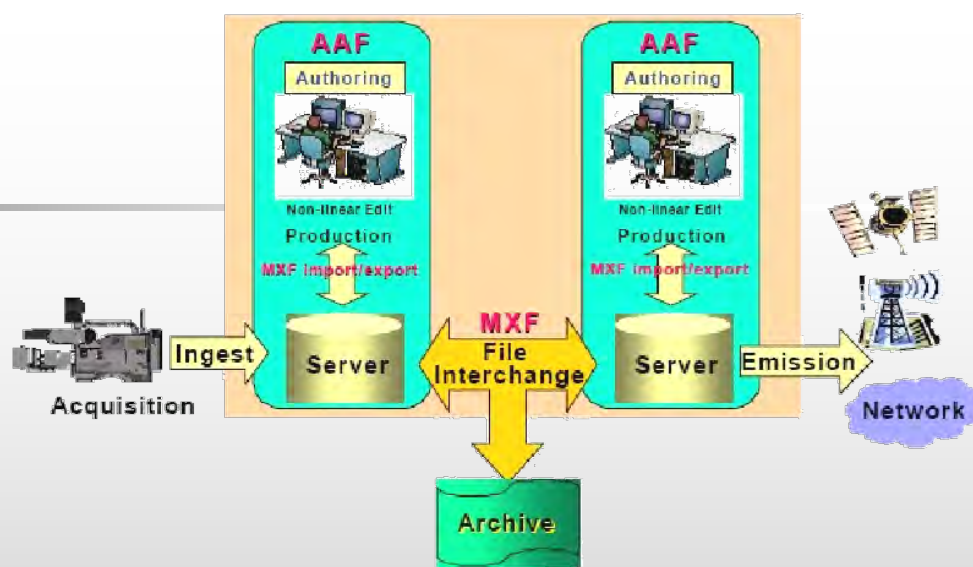 AAF
Authoring
Non-linear Edit
Production
MXF import/export
Server
AAF
Authoring
Non-linear Edit
Production
MXF import/export
Server
Acquisition
Ingest
MXF
File
Interchange
Emission
Network
Archive